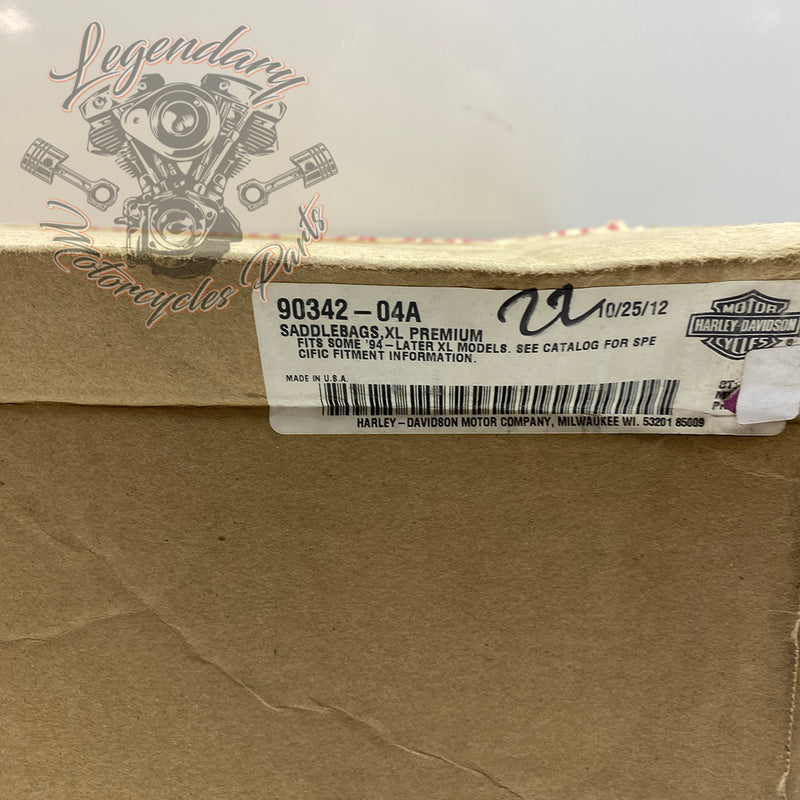 Legendary
Motorcycles Parts
90342-04A
22
10/25/12
SADDLEBAGS,XL PREMIUM
FITS SOME '94-LATER XL MODELS. SEE CATALOG FOR SPE
CIFIC FITMENT INFORMATION.
MADE IN U.S.A.
HARLEY-DAVIDSON MOTOR COMPANY, MILWAUKEE WI. 53201 85009
MOTOR
HARLEY-DAVIDSON
CYCLES
®